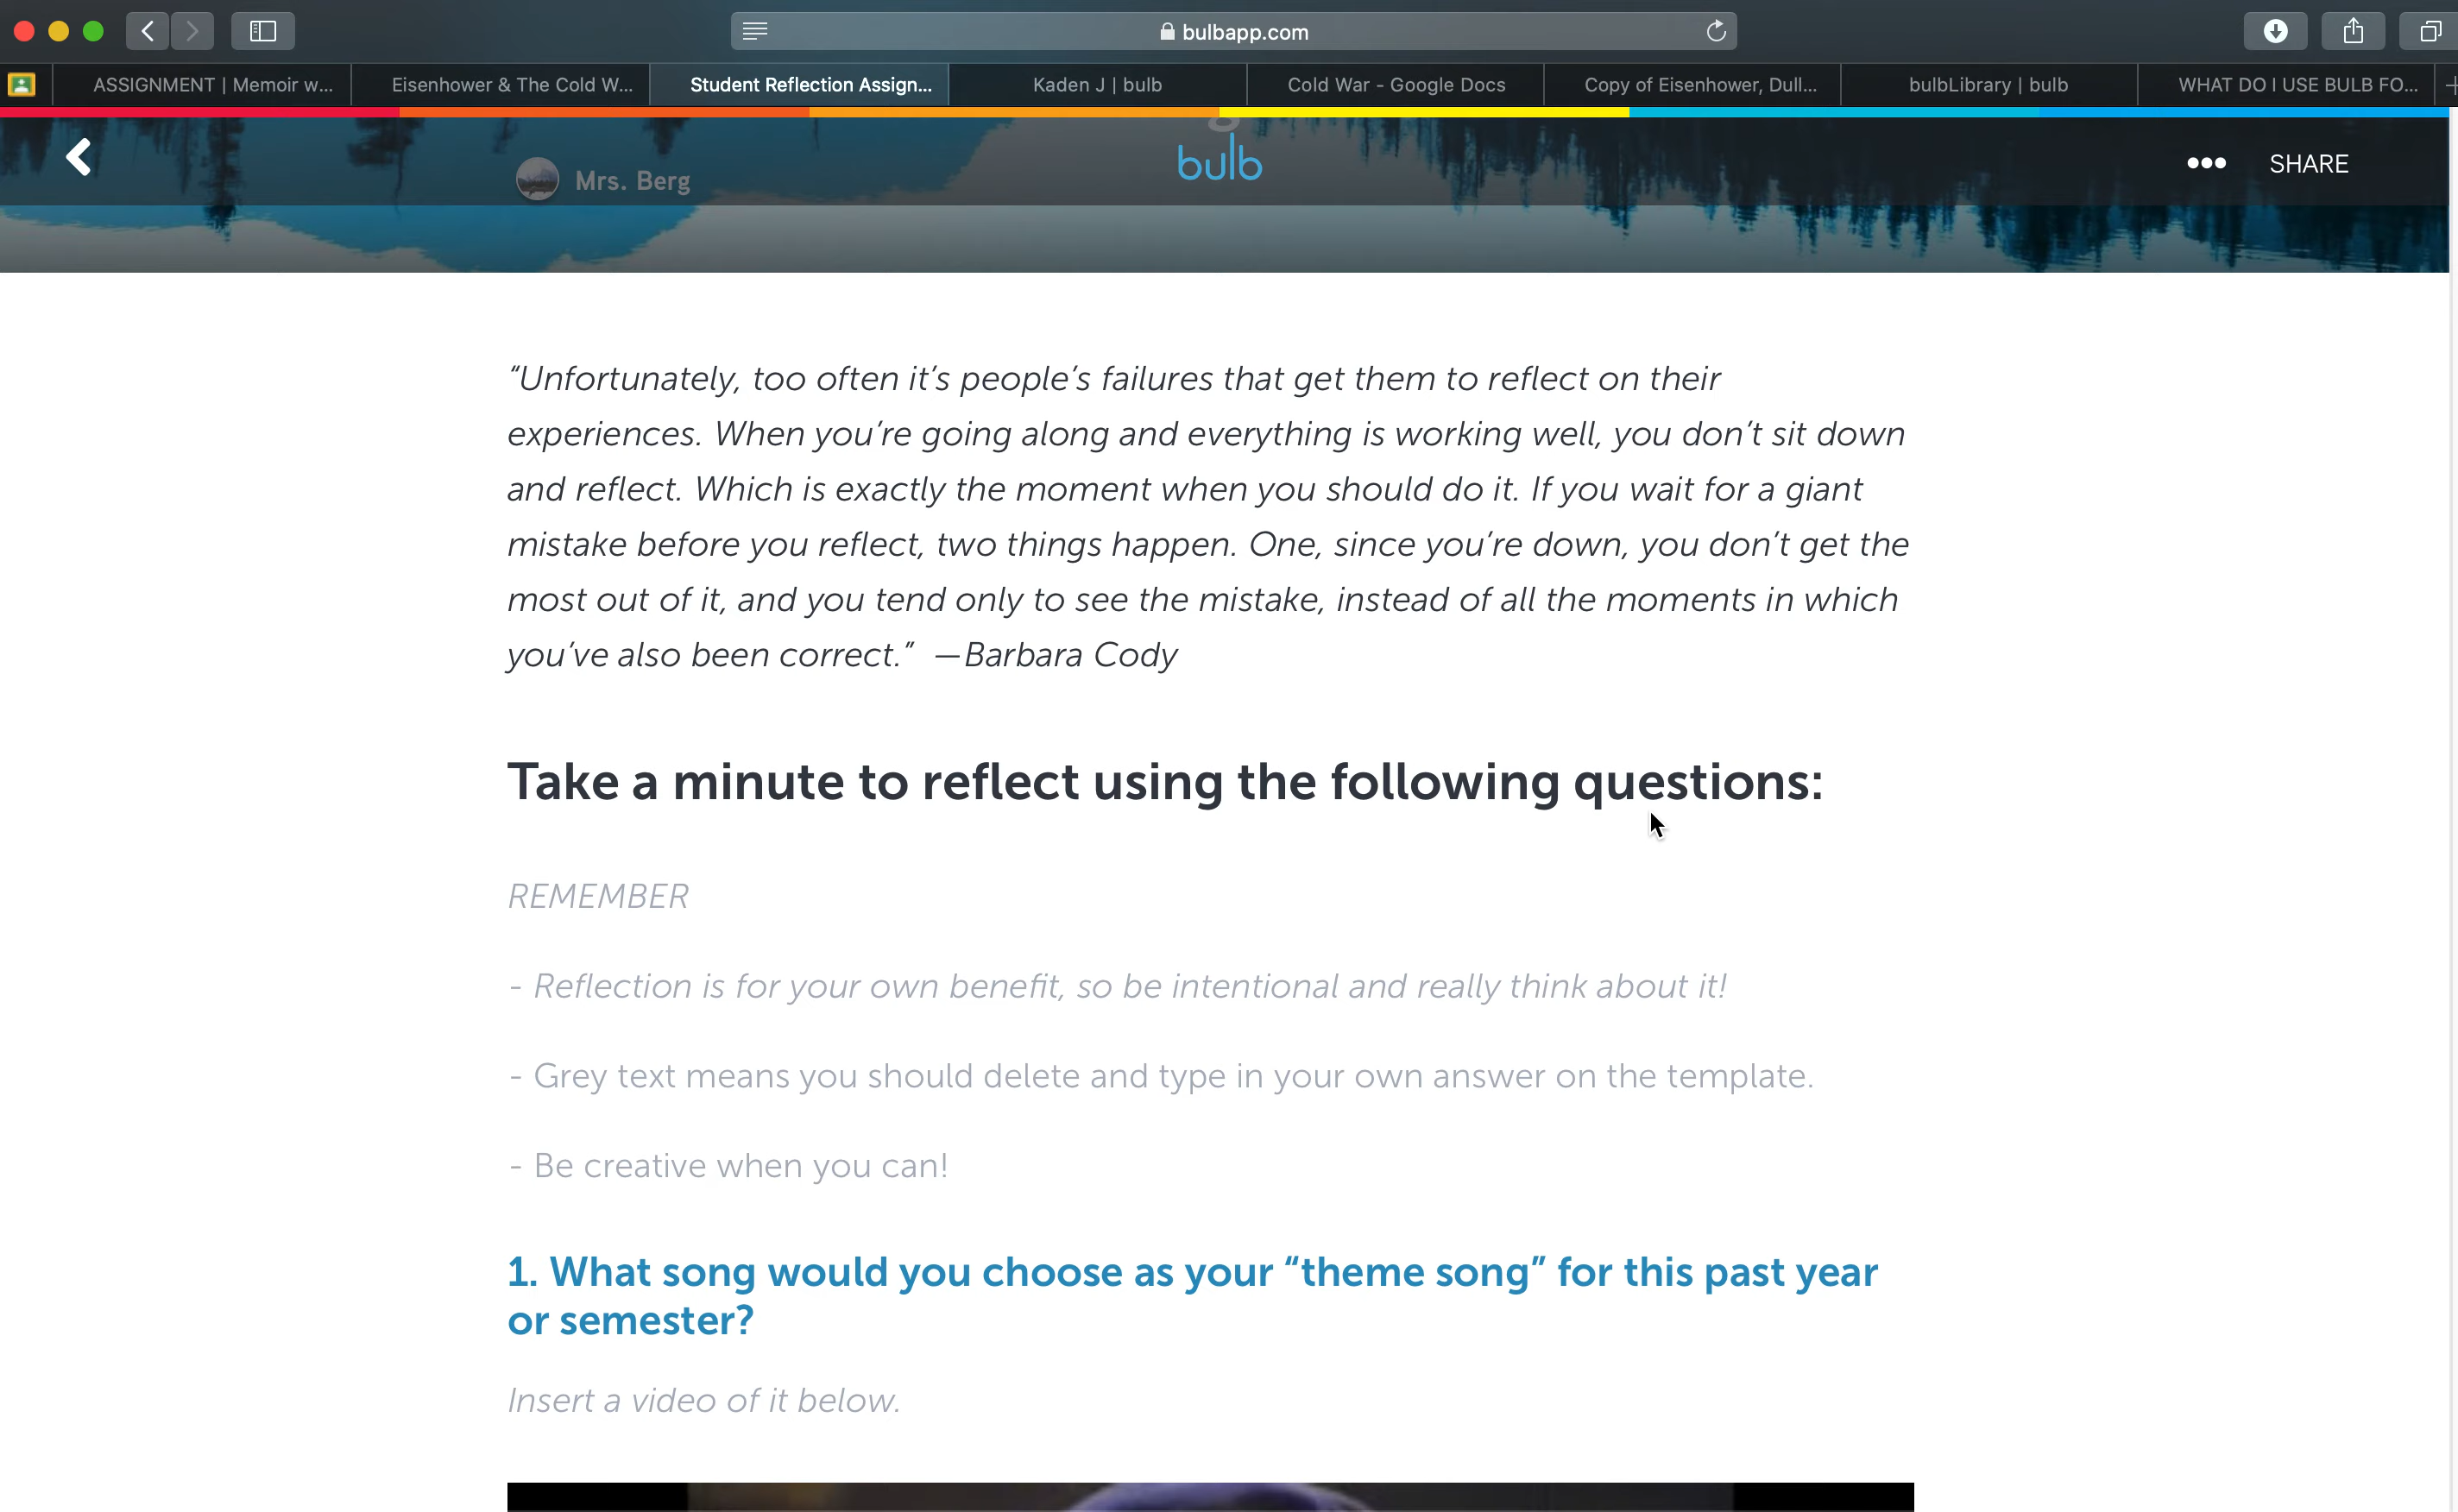 bulbapp.com
ASSIGNMENT | Memoir w...
Eisenhower & The Cold W...
Student Reflection Assign...
Kaden J | bulb
Cold War - Google Docs
Copy of Eisenhower, Dull...
bulbLibrary | bulb
WHAT DO I USE BULB FO...
Mrs. Berg
bulb
SHARE
“Unfortunately, too often it’s people’s failures that get them to reflect on their
experiences. When you’re going along and everything is working well, you don’t sit down
and reflect. Which is exactly the moment when you should do it. If you wait for a giant
mistake before you reflect, two things happen. One, since you’re down, you don’t get the
most out of it, and you tend only to see the mistake, instead of all the moments in which
you’ve also been correct.” —Barbara Cody
Take a minute to reflect using the following questions:
REMEMBER
- Reflection is for your own benefit, so be intentional and really think about it!
- Grey text means you should delete and type in your own answer on the template.
- Be creative when you can!
1. What song would you choose as your “theme song” for this past year
or semester?
Insert a video of it below.